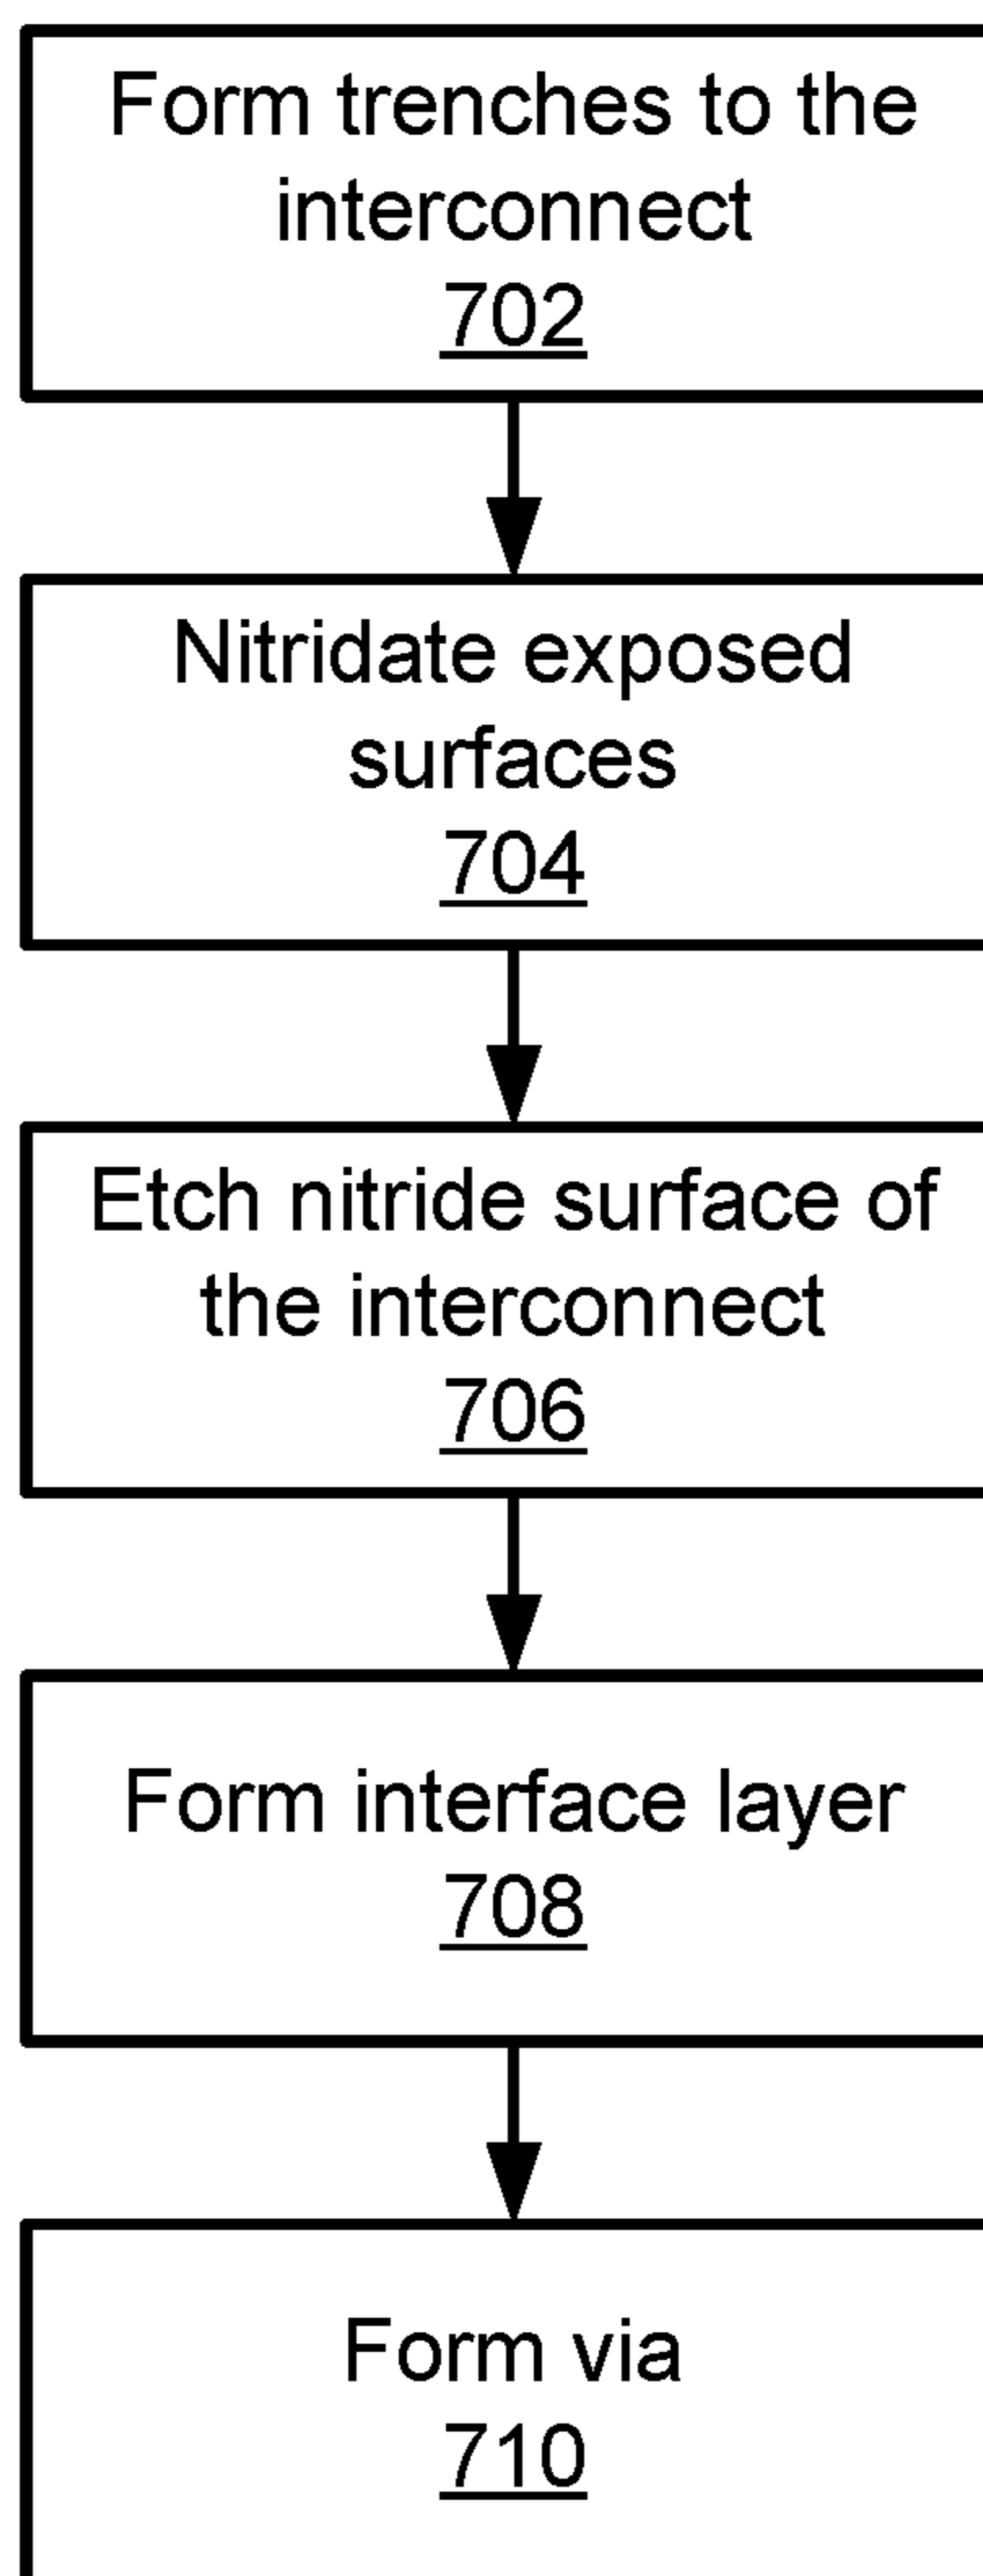 Form trenches to the
interconnect
702
Nitridate exposed
surfaces
704
Etch nitride surface of
the interconnect
706
Form interface layer
708
Form via
710